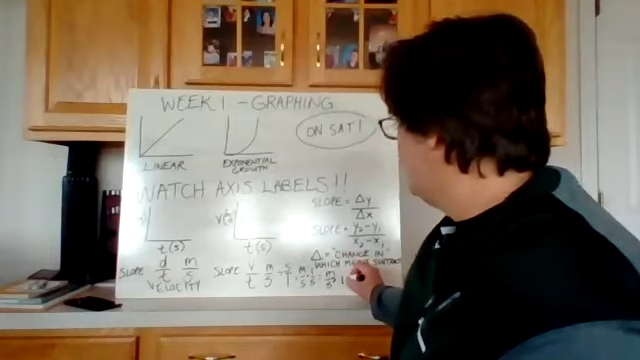 WEEK 1 - GRAPHING
ON SAT!
LINEAR
EXPONENTIAL
GROWTH
WATCH AXIS LABELS!!
SLOPE = Δy
Δx
SLOPE = y₂-y₁
x₂-x₁
t(s)
t(s)
Δ = "CHANGE IN"
WHICH MEANS SUBTRACT
SLOPE d/t m/s
VELOCITY
SLOPE v/t m/s